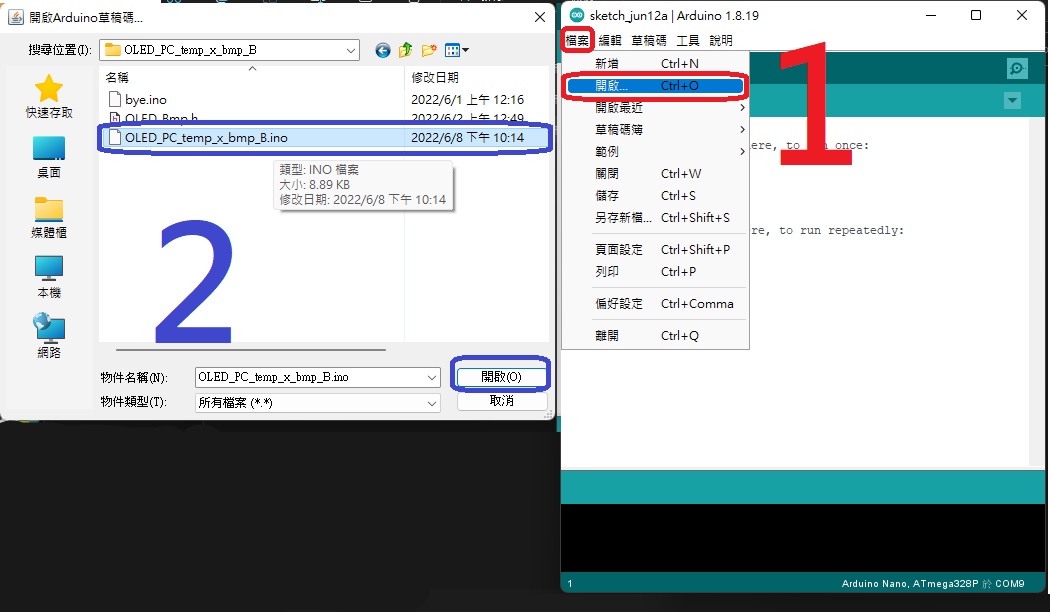 開啟Arduino草稿碼...
搜尋位置(I):
OLED_PC_temp_x_bmp_B
名稱
修改日期
bye.ino
2022/6/1 上午 12:16
OLED_Bmp.h
2022/6/2 上午 12:49
OLED_PC_temp_x_bmp_B.ino
2022/6/8 下午 10:14
類型: INO 檔案
大小: 8.89 KB
修改日期: 2022/6/8 下午 10:14
快速存取
桌面
媒體櫃
本機
網路
2
物件名稱(N):
OLED_PC_temp_x_bmp_B.ino
開啟(O)
物件類型(T):
所有檔案 (*.*)
取消
sketch_jun12a | Arduino 1.8.19
檔案 編輯 草稿碼 工具 說明
1
新增 Ctrl+N
開啟... Ctrl+O
開啟最近
草稿碼簿
範例
關閉 Ctrl+W
儲存 Ctrl+S
另存新檔... Ctrl+Shift+S
頁面設定 Ctrl+Shift+P
列印 Ctrl+P
偏好設定 Ctrl+Comma
離開 Ctrl+Q
here, to run once:
re, to run repeatedly:
1
Arduino Nano, ATmega328P 於 COM9